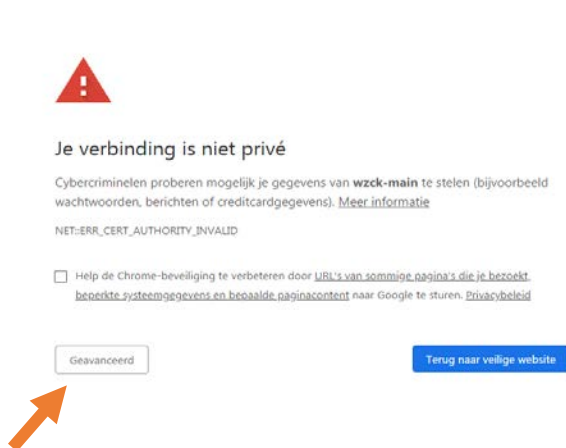 Je verbinding is niet privé
Cybercriminelen proberen mogelijk je gegevens van wzck-main te stelen (bijvoorbeeld
wachtwoorden, berichten of creditcardgegevens). Meer informatie
NET::ERR_CERT_AUTHORITY_INVALID
Help de Chrome-beveiliging te verbeteren door URL's van sommige pagina's die je bezoekt,
beperkte systeemgegevens en bepaalde paginacontent naar Google te sturen. Privacybeleid
Geavanceerd
Terug naar veilige website